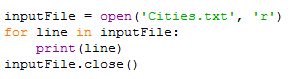 inputFile = open('Cities.txt', 'r')
for line in inputFile:
    print(line)
inputFile.close()